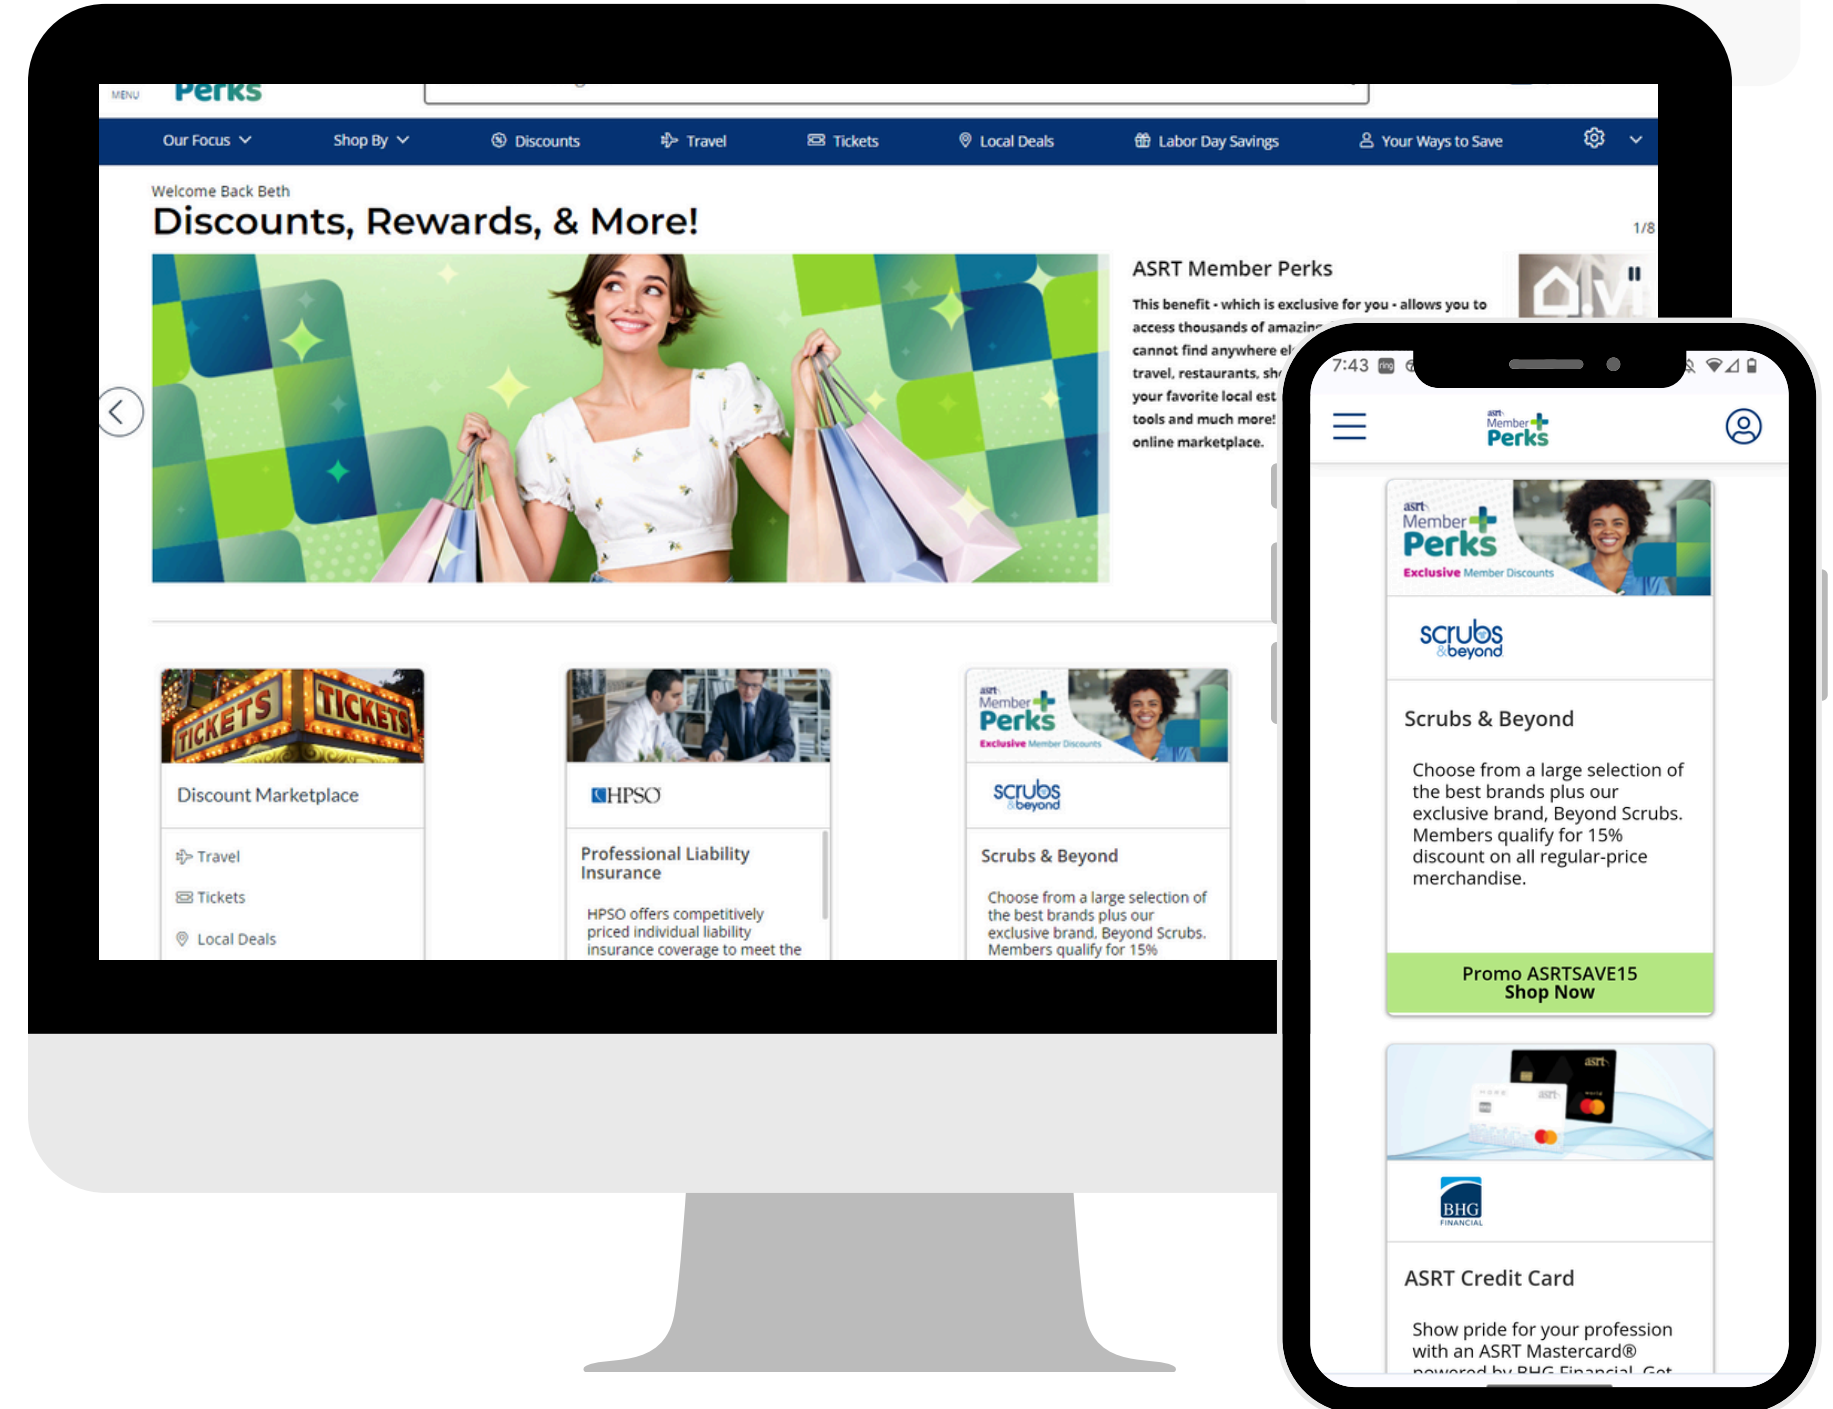 MENU
Perks
Our Focus
Shop By
Discounts
Travel
Tickets
Local Deals
Labor Day Savings
Your Ways to Save
Welcome Back Beth
Discounts, Rewards, & More!
1/8
ASRT Member Perks
This benefit - which is exclusive for you - allows you to
access thousands of amazing
cannot find anywhere
travel, restaurants,
your favorite local
tools and much more!
online marketplace.
TICKETS
TICKETS
Discount Marketplace
Travel
Tickets
Local Deals
HPSO
Professional Liability
Insurance
HPSO offers competitively
priced individual liability
insurance coverage to meet the
asrt
Member
Perks
Exclusive Member Discounts
scrubs
&beyond
Scrubs & Beyond
Choose from a large selection of
the best brands plus our
exclusive brand, Beyond Scrubs.
Members qualify for 15%
7:43
ring
asrt
Member
Perks
asrt
Member
Perks
Exclusive Member Discounts
scrubs
&beyond
Scrubs & Beyond
Choose from a large selection of
the best brands plus our
exclusive brand, Beyond Scrubs.
Members qualify for 15%
discount on all regular-price
merchandise.
Promo ASRTSAVE15
Shop Now
asrt
asrt
BHG
FINANCIAL
ASRT Credit Card
Show pride for your profession
with an ASRT Mastercard®
powered by BHG Financial. Get